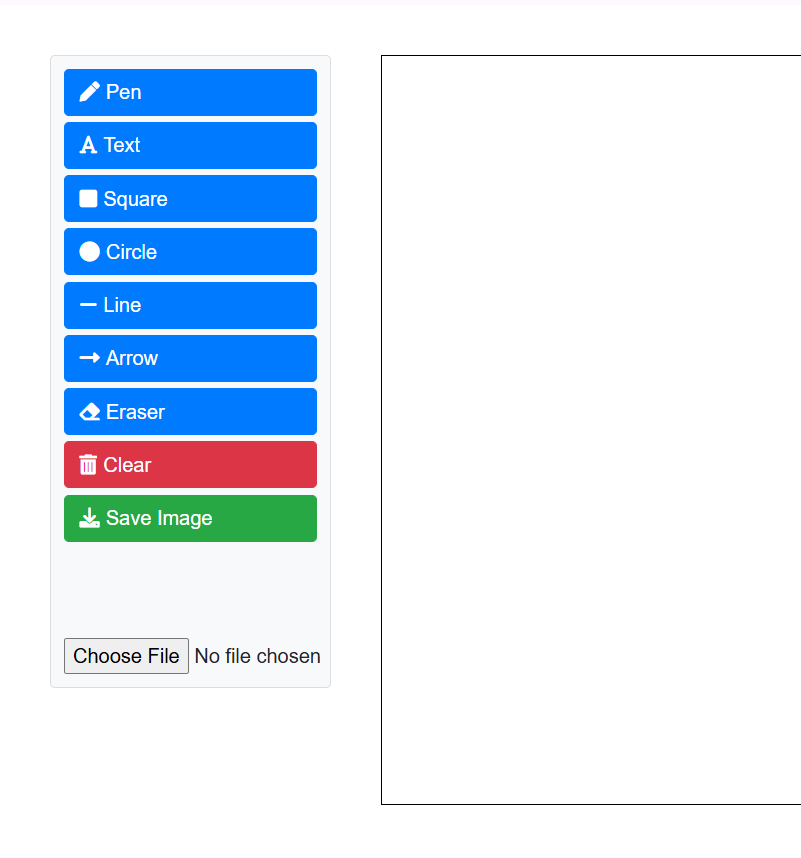 Pen
Text
Square
Circle
Line
Arrow
Eraser
Clear
Save Image
Choose File No file chosen